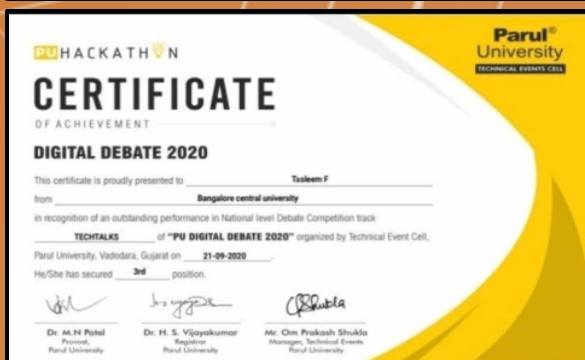 PU HACKATHON
Parul®
University
TECHNICAL EVENTS CELL
CERTIFICATE
OF ACHIEVEMENT
DIGITAL DEBATE 2020
This certificate is proudly presented to Tasleem F
from Bangalore central university
in recognition of an outstanding performance in National level Debate Competition track
TECHTALKS of "PU DIGITAL DEBATE 2020" organized by Technical Event Cell,
Parul University, Vadodara, Gujarat on 21-09-2020.
He/She has secured 3rd position.
Dr. M.N Patel
Provost,
Parul University
Dr. H. S. Vijayakumar
Registrar
Parul University
Mr. Om Prakash Shukla
Manager, Technical Events
Parul University